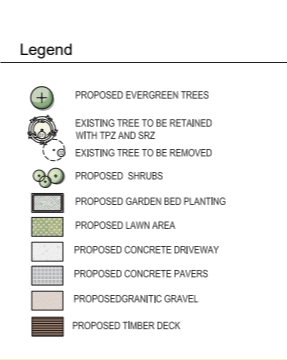 Legend
PROPOSED EVERGREEN TREES
EXISTING TREE TO BE RETAINED
WITH TPZ AND SRZ
EXISTING TREE TO BE REMOVED
PROPOSED SHRUBS
PROPOSED GARDEN BED PLANTING
PROPOSED LAWN AREA
PROPOSED CONCRETE DRIVEWAY
PROPOSED CONCRETE PAVERS
PROPOSEDGRANITIC GRAVEL
PROPOSED TIMBER DECK